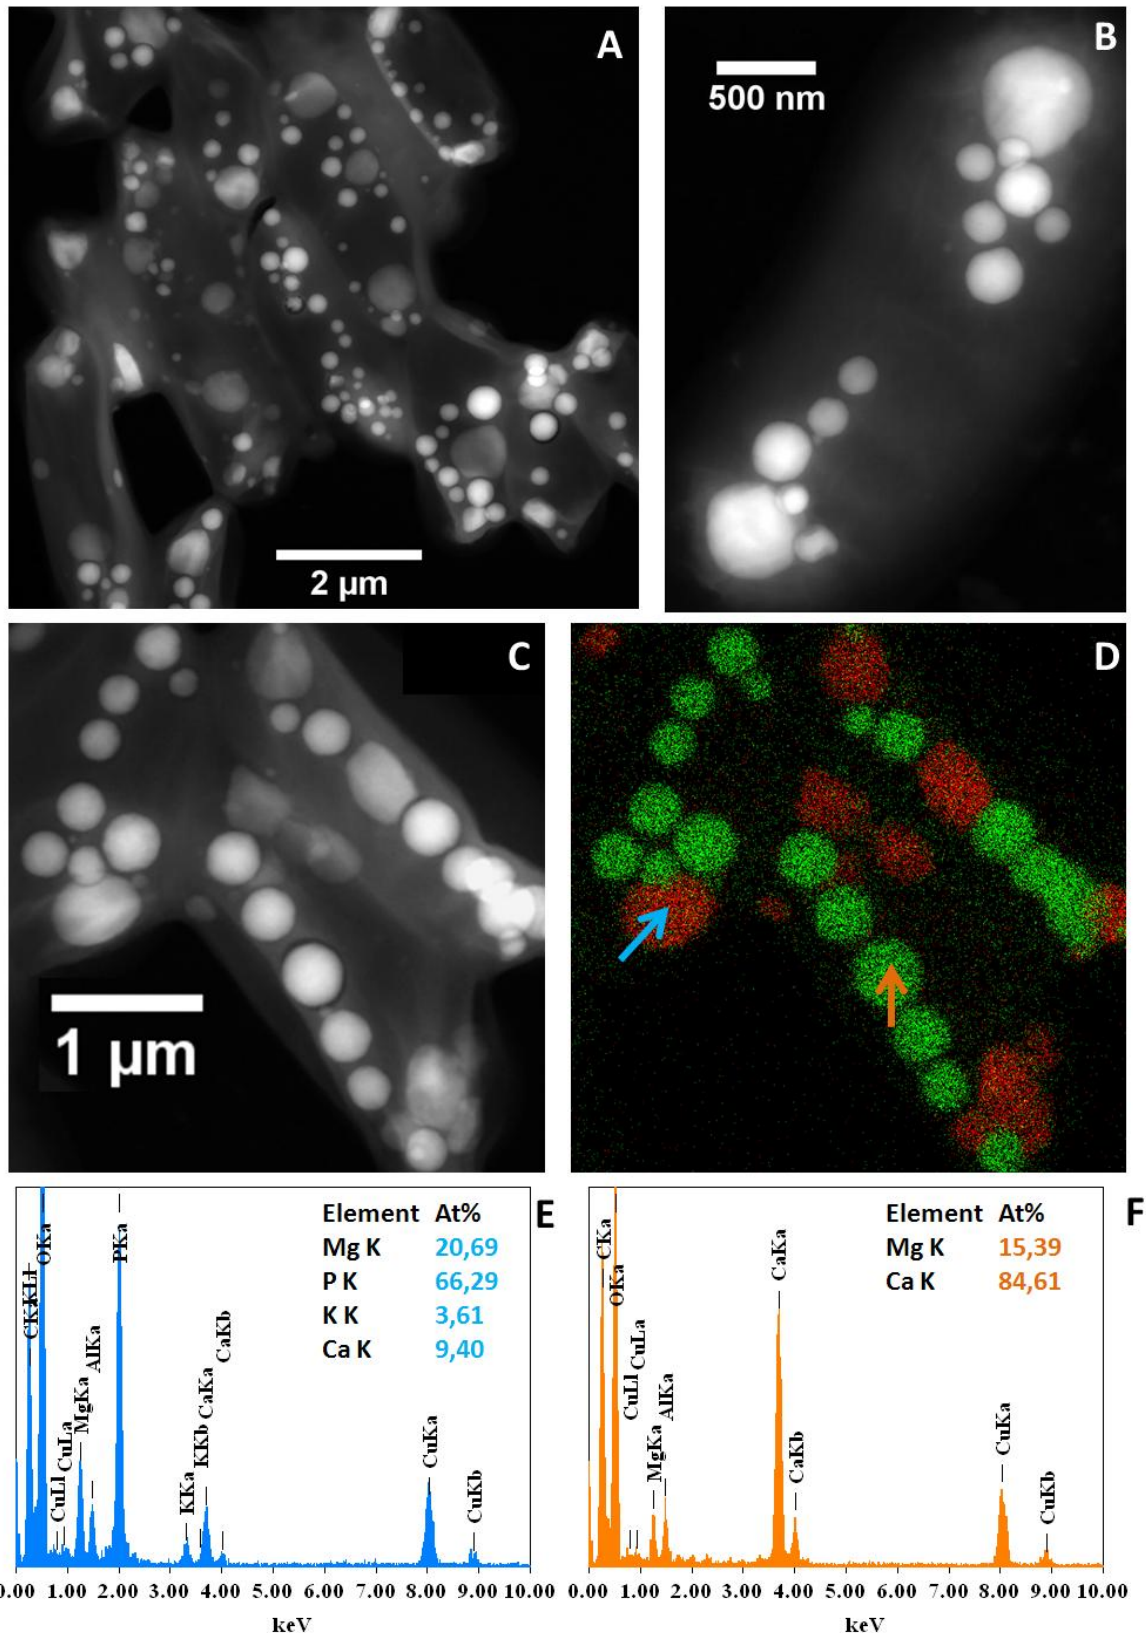 A
2 µm
B
500 nm
C
1 µm
D
E
Element At%
Mg K 20,69
P K 66,29
K K 3,61
Ca K 9,40
OKa
CuLl
CuLa
MgKa
AlKa
PKa
KKa
KKb
CaKa
CaKb
CuKa
CuKb
0.00 1.00 2.00 3.00 4.00 5.00 6.00 7.00 8.00 9.00 10.00
keV
F
Element At%
Mg K 15,39
Ca K 84,61
CKa
OKa
CuLl
CuLa
MgKa
AlKa
CaKa
CaKb
CuKa
CuKb
0.00 1.00 2.00 3.00 4.00 5.00 6.00 7.00 8.00 9.00 10.00
keV